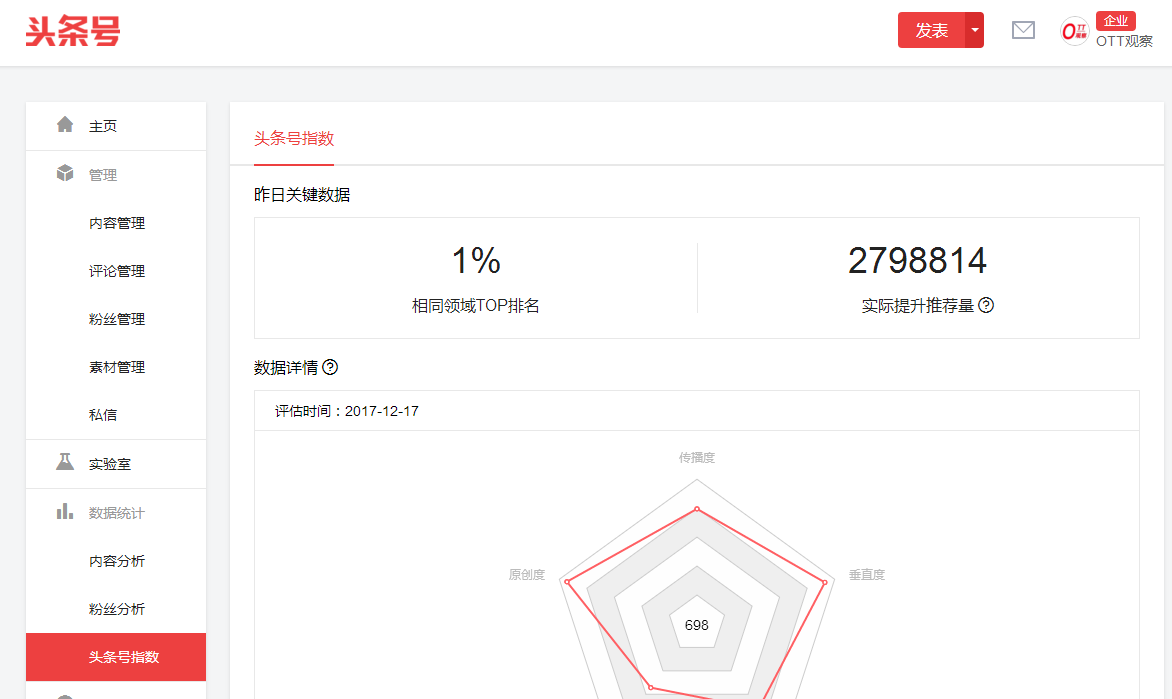 头条号
发表
企业
OTT观察
主页
管理
内容管理
评论管理
粉丝管理
素材管理
私信
实验室
数据统计
内容分析
粉丝分析
头条号指数
头条号指数
昨日关键数据
1%
相同领域TOP排名
2798814
实际提升推荐量?
数据详情?
评估时间：2017-12-17
传播度
原创度
垂直度
698